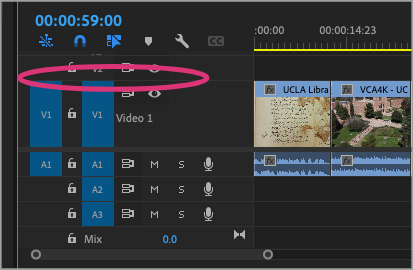 00:00:59:00
:00:00 00:00:14:23
V2
V1 V1 Video 1
UCLA Libra VCA4K - UC
A1 A1 M S
A2 M S
A3 M S
Mix 0.0